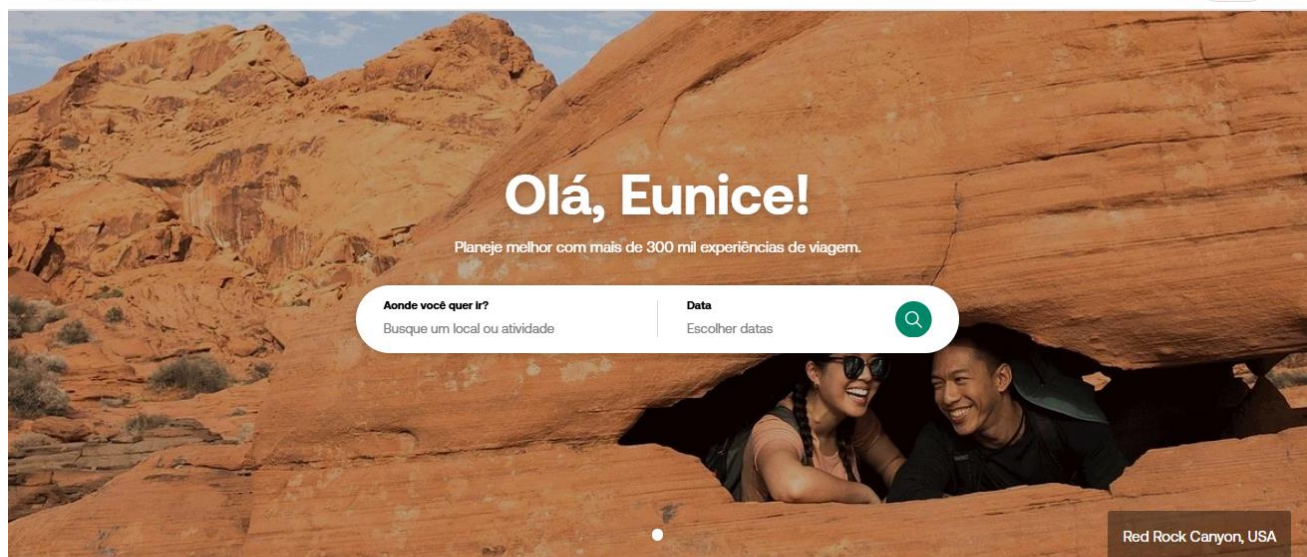 Olá, Eunice!
Planeje melhor com mais de 300 mil experiências de viagem.
Aonde você quer ir?
Busque um local ou atividade
Data
Escolher datas
Red Rock Canyon, USA